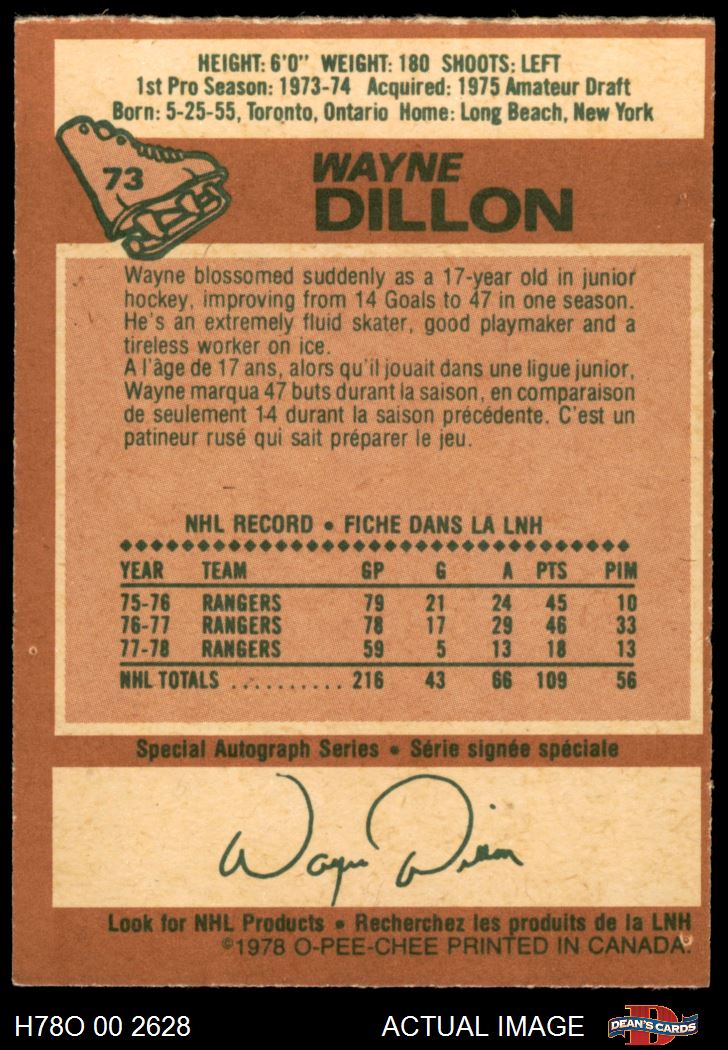 HEIGHT: 6'0" WEIGHT: 180 SHOOTS: LEFT
1st Pro Season: 1973-74 Acquired: 1975 Amateur Draft
Born: 5-25-55, Toronto, Ontario Home: Long Beach, New York
73
WAYNE
DILLON
Wayne blossomed suddenly as a 17-year old in junior
hockey, improving from 14 Goals to 47 in one season.
He's an extremely fluid skater, good playmaker and a
tireless worker on ice.
A l'âge de 17 ans, alors qu'il jouait dans une ligue junior,
Wayne marqua 47 buts durant la saison, en comparaison
de seulement 14 durant la saison précédente. C'est un
patineur rusé qui sait préparer le jeu.
NHL RECORD • FICHE DANS LA LNH
YEAR TEAM GP G A PTS PIM
75-76 RANGERS 79 21 24 45 10
76-77 RANGERS 78 17 29 46 33
77-78 RANGERS 59 5 13 18 13
NHL TOTALS .......... 216 43 66 109 56
Special Autograph Series • Série signée spéciale
Wayne Dillon
Look for NHL Products • Recherchez les produits de la LNH
©1978 O-PEE-CHEE PRINTED IN CANADA.
H78O 00 2628 ACTUAL IMAGE D DEAN'S CARDS